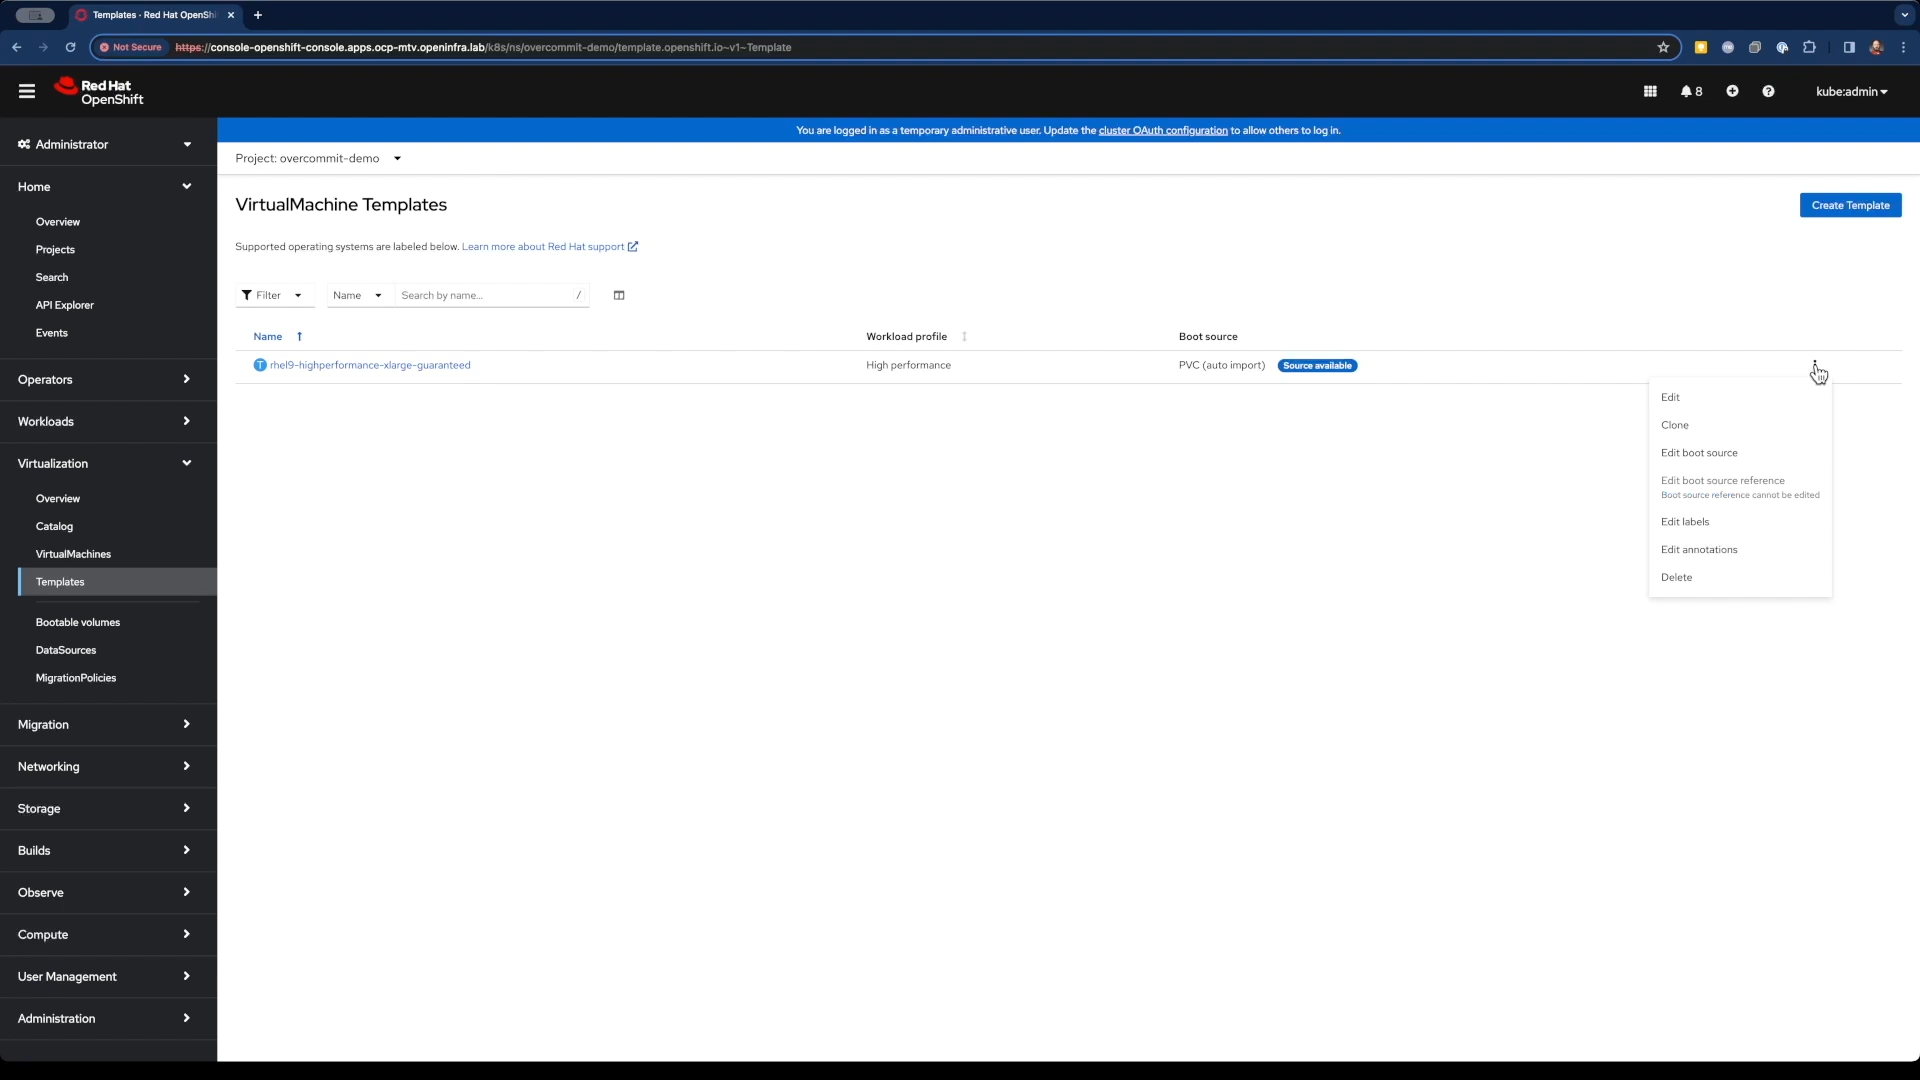 Templates · Red Hat OpenShi
Not Secure
https://console-openshift-console.apps.ocp-mtv.openinfra.lab/k8s/ns/overcommit-demo/template.openshift.io~v1~Template
Red Hat
OpenShift
8
kube:admin
You are logged in as a temporary administrative user. Update the cluster OAuth configuration to allow others to log in.
Administrator
Home
Overview
Projects
Search
API Explorer
Events
Operators
Workloads
Virtualization
Overview
Catalog
VirtualMachines
Templates
Bootable volumes
DataSources
MigrationPolicies
Migration
Networking
Storage
Builds
Observe
Compute
User Management
Administration
Project: overcommit-demo
VirtualMachine Templates
Create Template
Supported operating systems are labeled below. Learn more about Red Hat support
Filter
Name
Search by name...
/
Name
Workload profile
Boot source
T rhel9-highperformance-xlarge-guaranteed
High performance
PVC (auto import)
Source available
Edit
Clone
Edit boot source
Edit boot source reference
Boot source reference cannot be edited
Edit labels
Edit annotations
Delete